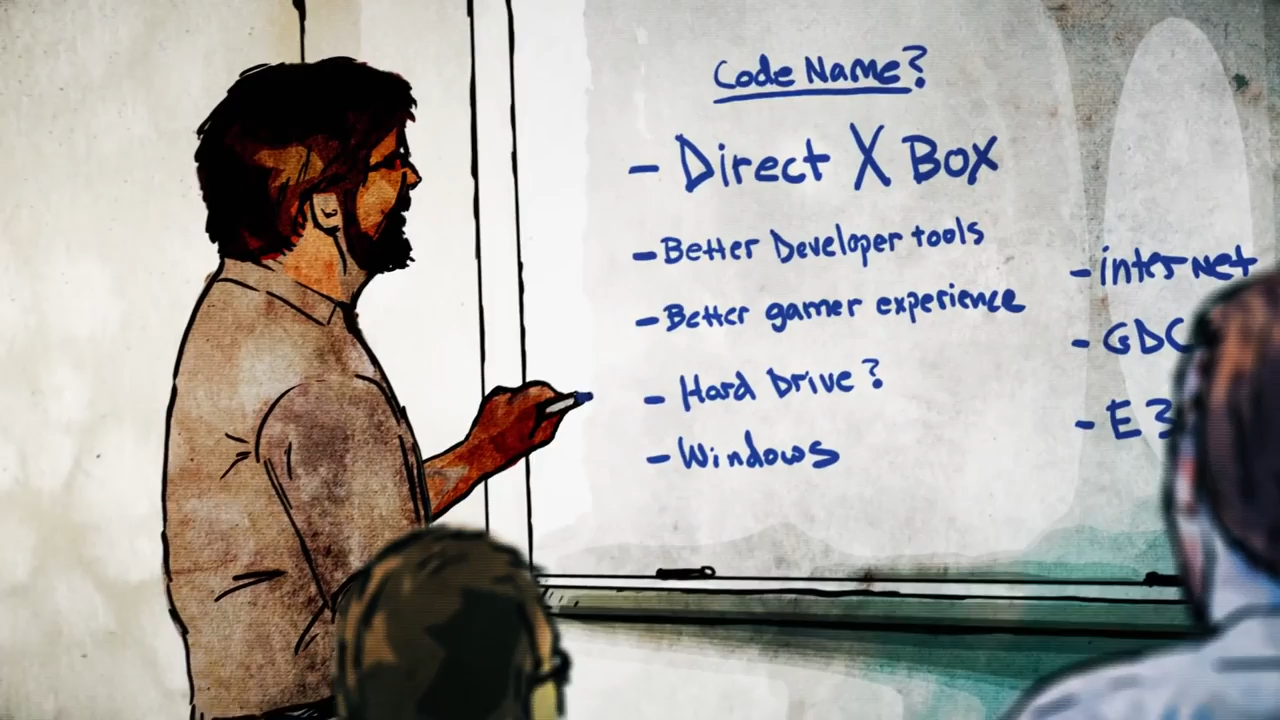 Code Name?
- Direct X Box
- Better Developer tools
- Better gamer experience
- Hard Drive?
- Windows
- internet
- GDC
- E3